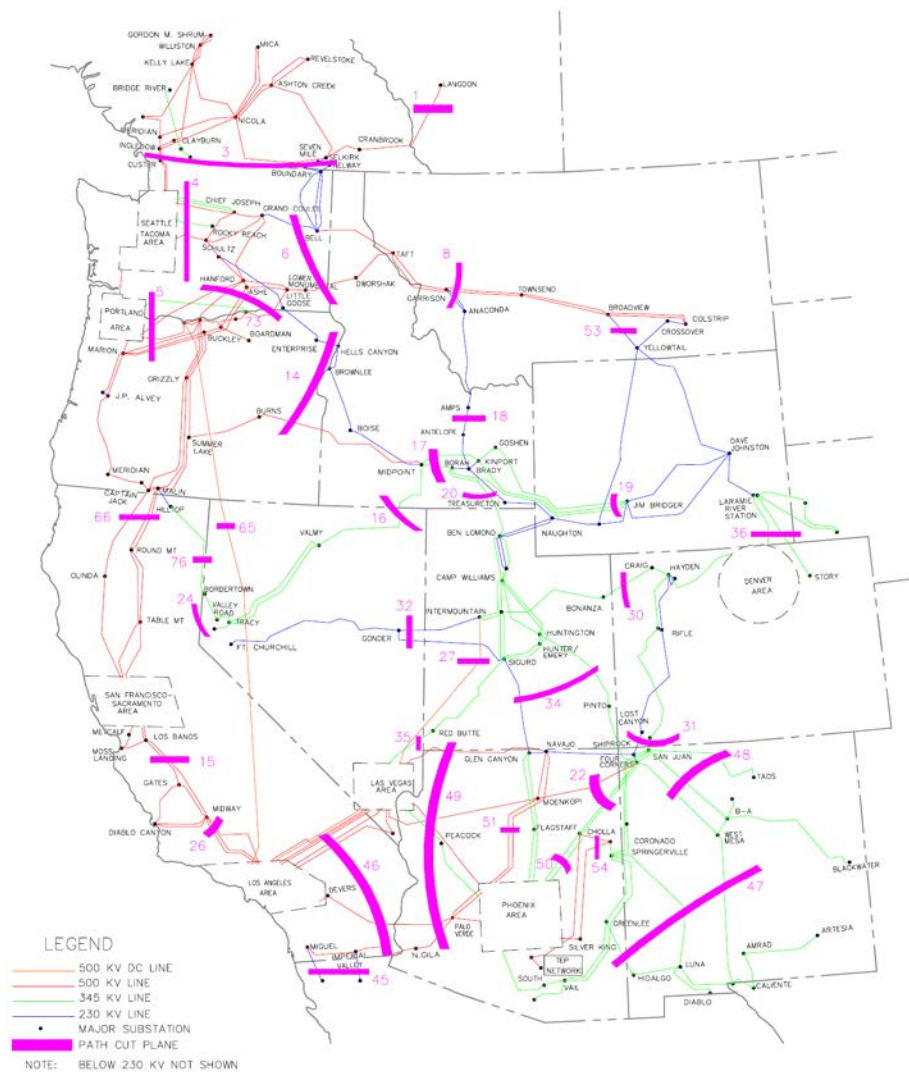 GORDON M. SHRUM
WILLISTON
MICA
REVELSTOKE
KELLY LAKE
BRIDGE RIVER
ASHTON CREEK
LANGDON
1
NICOLA
MERIDIAN
CLAYBURN
INGLEDOW
CRANBROOK
SEVEN
MILE
SELKIRK
3
CUSTER
BOUNDARY
4
CHIEF JOSEPH
GRAND COULEE
SEATTLE
TACOMA
AREA
ROCKY REACH
BELL
SCHULTZ
6
TAFT
8
HANFORD
LOWER
MONUMENTAL
DWORSHAK
GARRISON
TOWNSEND
ASHE
LITTLE
GOOSE
5
ANACONDA
BROADVIEW
COLSTRIP
PORTLAND
AREA
73
53
CROSSOVER
BUCKLEY
BOARDMAN
YELLOWTAIL
MARION
ENTERPRISE
HELLS CANYON
14
BROWNLEE
GRIZZLY
J.P. ALVEY
AMPS
BURNS
18
BOISE
ANTELOPE
GOSHEN
DAVE
JOHNSTON
SUMMER
LAKE
17
KINPORT
MIDPOINT
BORAH
BRADY
MERIDIAN
19
CAPTAIN
JACK
MALIN
20
TREASURETON
JIM BRIDGER
LARAMIE
RIVER
STATION
HILLTOP
66
65
16
NAUGHTON
36
BEN LOMOND
VALMY
ROUND MT
76
CRAIG
HAYDEN
STORY
OLINDA
CAMP WILLIAMS
DENVER
AREA
BORDERTOWN
BONANZA
30
24
VALLEY
ROAD
INTERMOUNTAIN
32
TABLE MT
TRACY
RIFLE
HUNTINGTON
GONDER
FT. CHURCHILL
HUNTER/
EMERY
27
SIGURD
SAN FRANCISCO-
SACRAMENTO
AREA
34
PINTO
LOST
CANYON
METCALF
LOS BANOS
RED BUTTE
31
35
MOSS
LANDING
15
SHIPROCK
NAVAJO
GLEN CANYON
FOUR
CORNERS
SAN JUAN
48
LAS VEGAS
AREA
22
TAOS
GATES
49
MOENKOPI
MIDWAY
B-A
DIABLO CANYON
51
26
PEACOCK
FLAGSTAFF
CHOLLA
CORONADO
WEST
MESA
46
50
54
SPRINGERVILLE
BLACKWATER
LOS ANGELES
AREA
DEVERS
47
PHOENIX
AREA
PALO
VERDE
GREENLEE
ARTESIA
MIGUEL
SILVER KING
AMRAD
IMPERIAL
VALLEY
N.GILA
TEP
NETWORK
LUNA
45
SOUTH
HIDALGO
CALIENTE
VAIL
DIABLO
LEGEND
500 KV DC LINE
500 KV LINE
345 KV LINE
230 KV LINE
MAJOR SUBSTATION
PATH CUT PLANE
NOTE: BELOW 230 KV NOT SHOWN